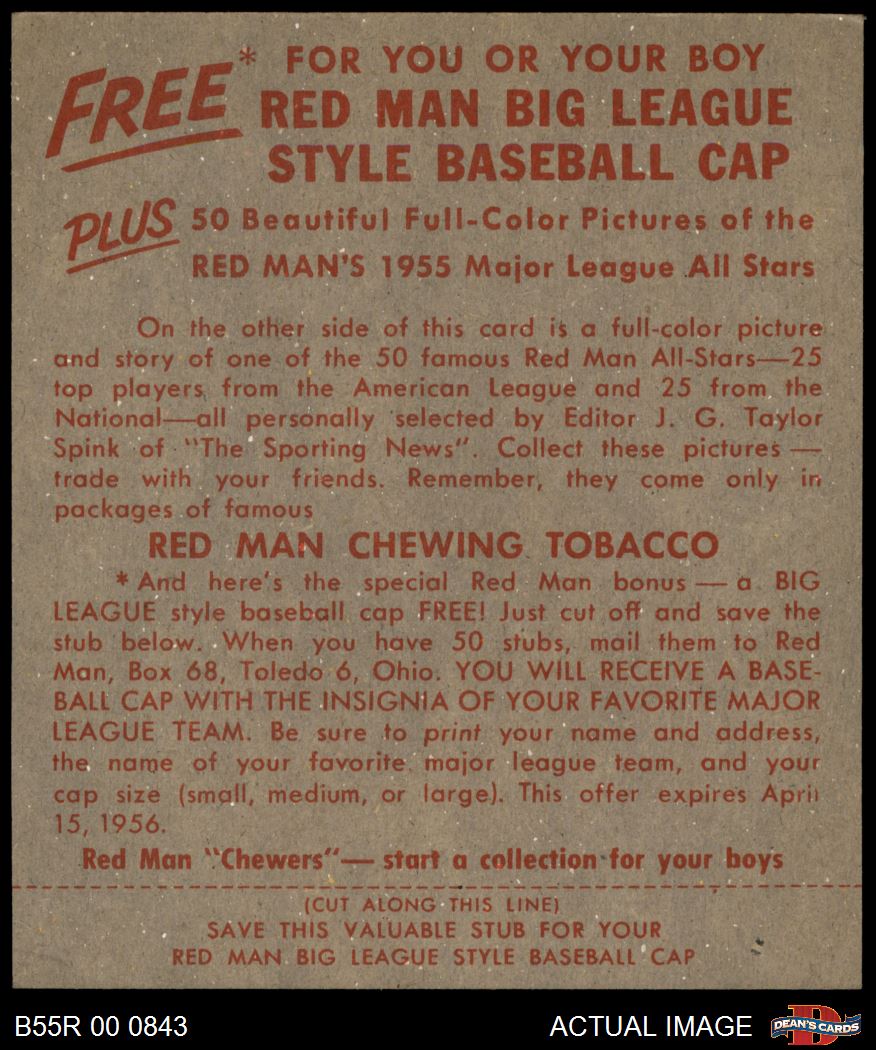 FREE* FOR YOU OR YOUR BOY
RED MAN BIG LEAGUE
STYLE BASEBALL CAP
PLUS 50 Beautiful Full-Color Pictures of the
RED MAN'S 1955 Major League All Stars
On the other side of this card is a full-color picture
and story of one of the 50 famous Red Man All-Stars—25
top players from the American League and 25 from the
National—all personally selected by Editor J. G. Taylor
Spink of "The Sporting News". Collect these pictures —
trade with your friends. Remember, they come only in
packages of famous
RED MAN CHEWING TOBACCO
*And here's the special Red Man bonus — a BIG
LEAGUE style baseball cap FREE! Just cut off and save the
stub below. When you have 50 stubs, mail them to Red
Man, Box 68, Toledo 6, Ohio. YOU WILL RECEIVE A BASE-
BALL CAP WITH THE INSIGNIA OF YOUR FAVORITE MAJOR
LEAGUE TEAM. Be sure to print your name and address,
the name of your favorite major league team, and your
cap size (small, medium, or large). This offer expires April
15, 1956.
Red Man "Chewers"— start a collection for your boys
(CUT ALONG THIS LINE)
SAVE THIS VALUABLE STUB FOR YOUR
RED MAN BIG LEAGUE STYLE BASEBALL CAP
B55R 00 0843
ACTUAL IMAGE
D
DEAN'S CARDS